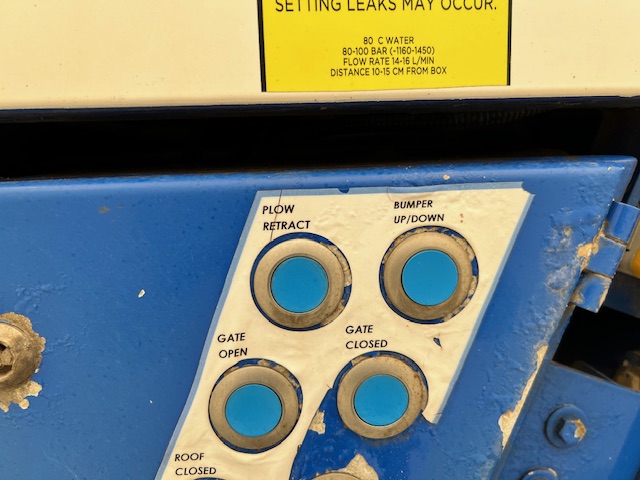 SETTING LEAKS MAY OCCUR.
80 C WATER
80-100 BAR (-1160-1450)
FLOW RATE 14-16 L/MIN
DISTANCE 10-15 CM FROM BOX
PLOW
RETRACT
BUMPER
UP/DOWN
GATE
OPEN
GATE
CLOSED
ROOF
CLOSED